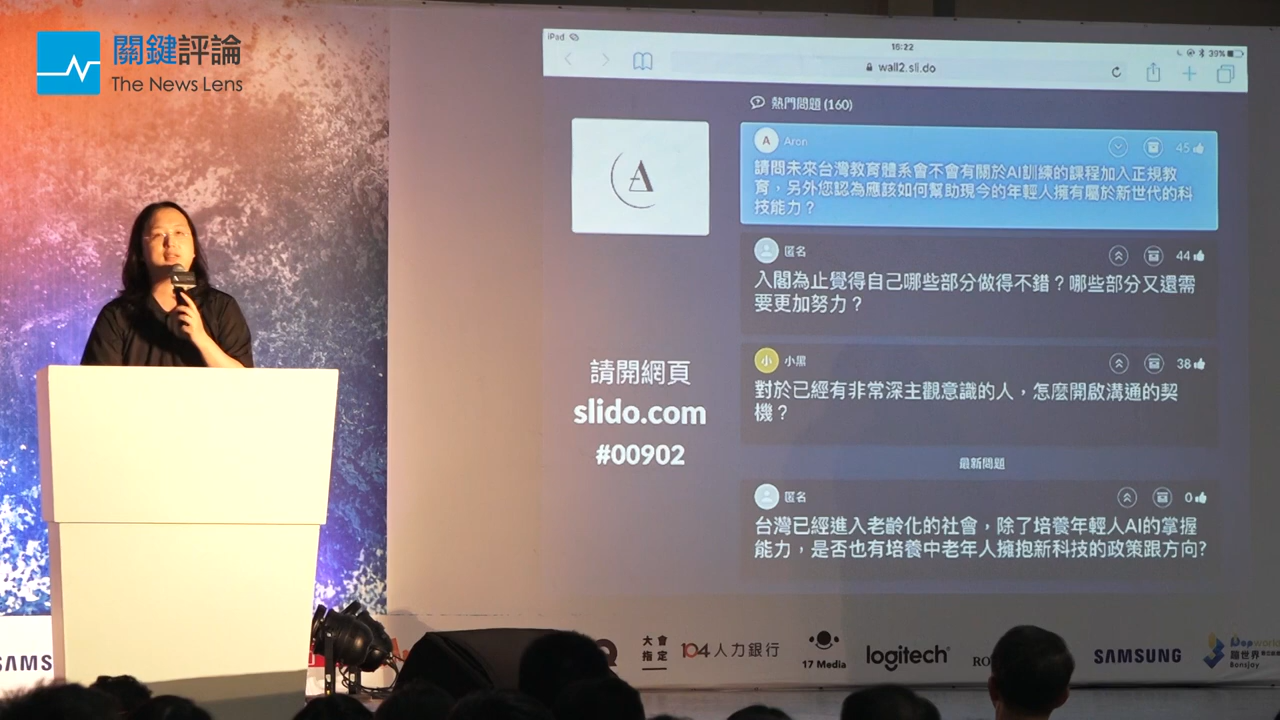 關鍵評論
The News Lens
iPad
16:22
39%
wall2.sli.do
熱門問題 (160)
A
Aron
45
請問未來台灣教育體系會不會有關於AI訓練的課程加入正規教
育，另外您認為應該如何幫助現今的年輕人擁有屬於新世代的科
技能力？
匿名
44
入閣為止覺得自己哪些部分做得不錯？哪些部分又還需
要更加努力？
小
小黑
38
對於已經有非常深主觀意識的人，怎麼開啟溝通的契
機？
最新問題
匿名
0
台灣已經進入老齡化的社會，除了培養年輕人AI的掌握
能力，是否也有培養中老年人擁抱新科技的政策跟方向?
A
請開網頁
slido.com
#00902
SAMS
大會
指定
104人力銀行
17 Media
logitech
RO
SAMSUNG
Bonsjoy